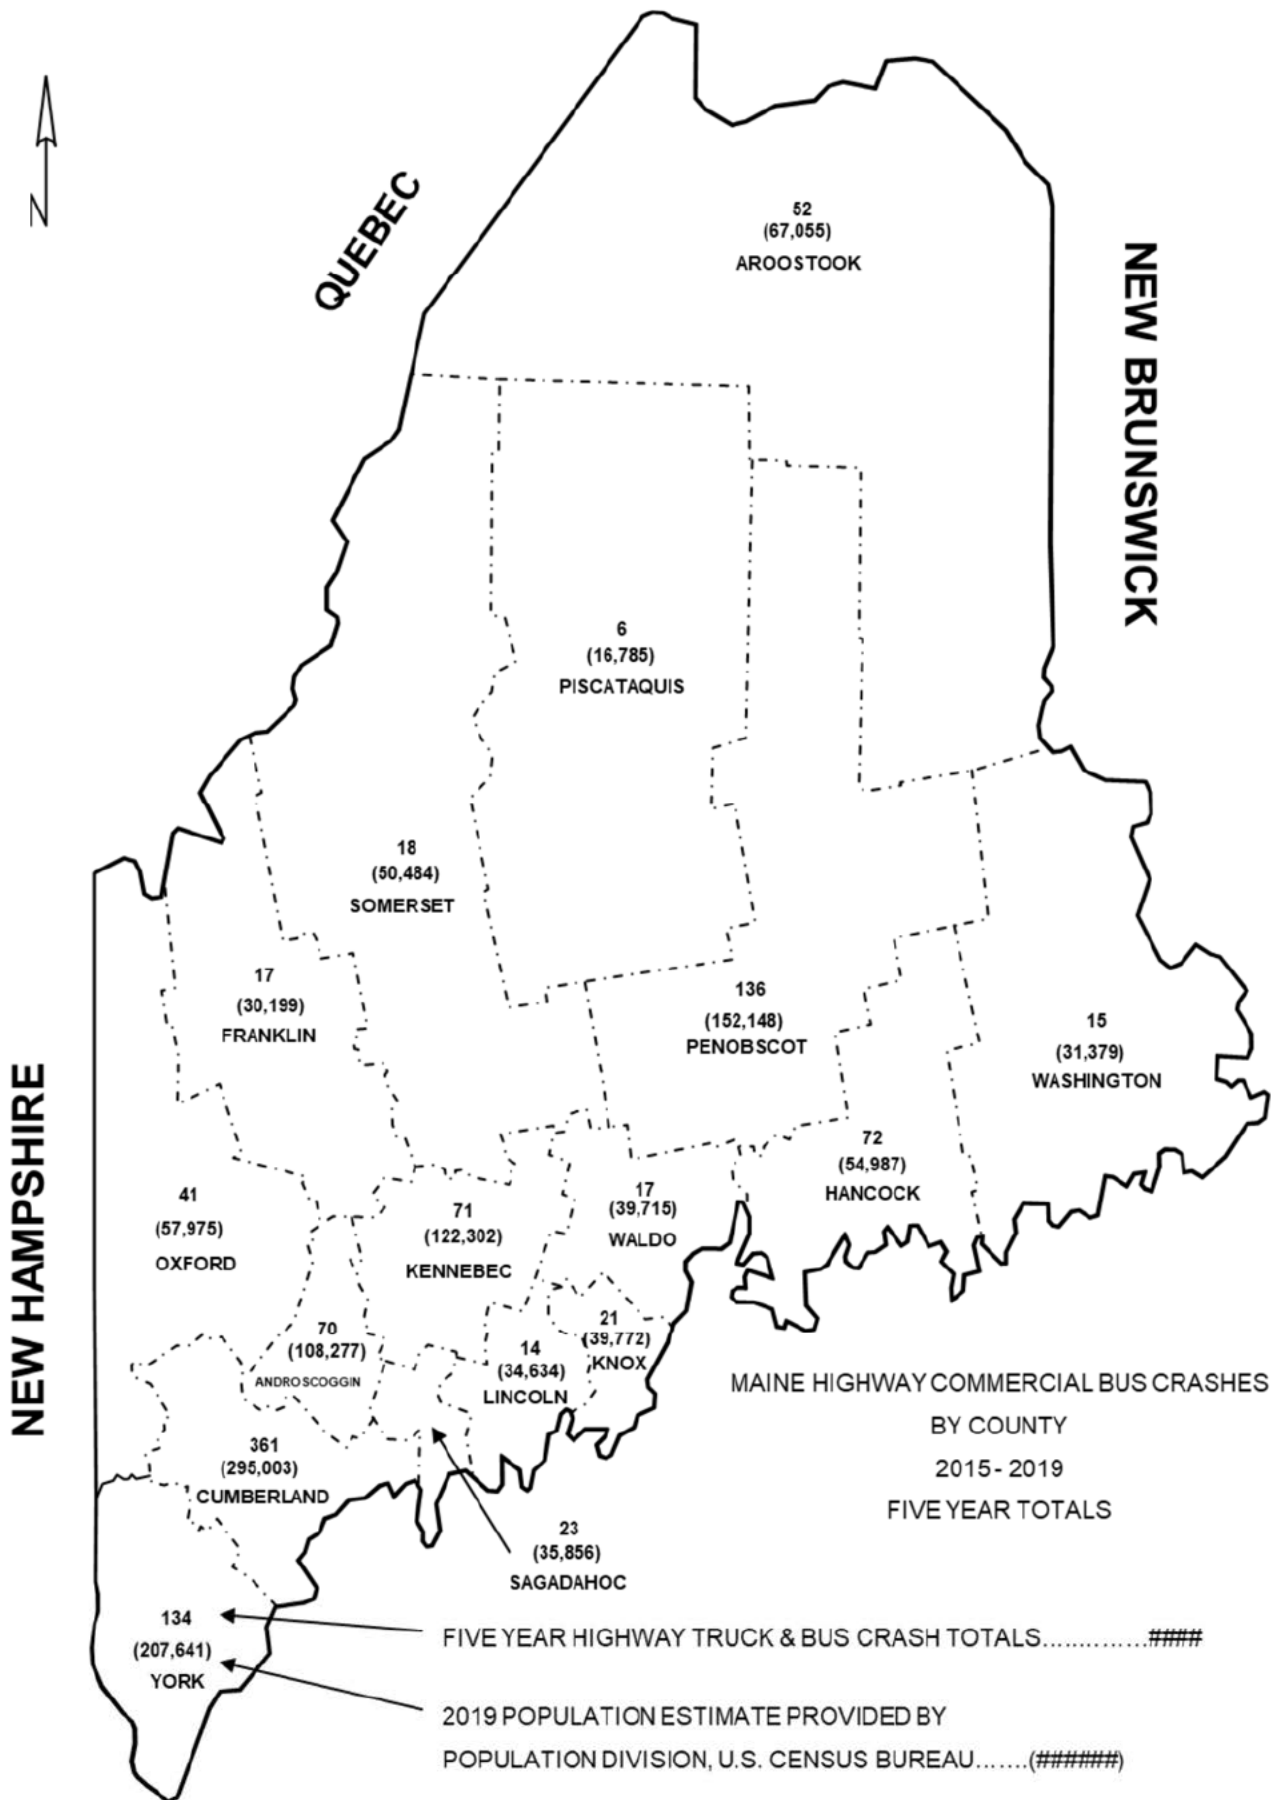 N
QUEBEC
NEW BRUNSWICK
NEW HAMPSHIRE
52
(67,055)
AROOSTOOK
6
(16,785)
PISCATAQUIS
18
(50,484)
SOMERSET
17
(30,199)
FRANKLIN
136
(152,148)
PENOBSCOT
15
(31,379)
WASHINGTON
72
(54,987)
HANCOCK
41
(57,975)
OXFORD
71
(122,302)
KENNEBEC
17
(39,715)
WALDO
70
(108,277)
ANDROSCOGGIN
14
(34,634)
LINCOLN
21
(39,772)
KNOX
361
(295,003)
CUMBERLAND
23
(35,856)
SAGADAHOC
134
(207,641)
YORK
MAINE HIGHWAY COMMERCIAL BUS CRASHES
BY COUNTY
2015 - 2019
FIVE YEAR TOTALS
FIVE YEAR HIGHWAY TRUCK & BUS CRASH TOTALS................####
2019 POPULATION ESTIMATE PROVIDED BY
POPULATION DIVISION, U.S. CENSUS BUREAU.......(######)